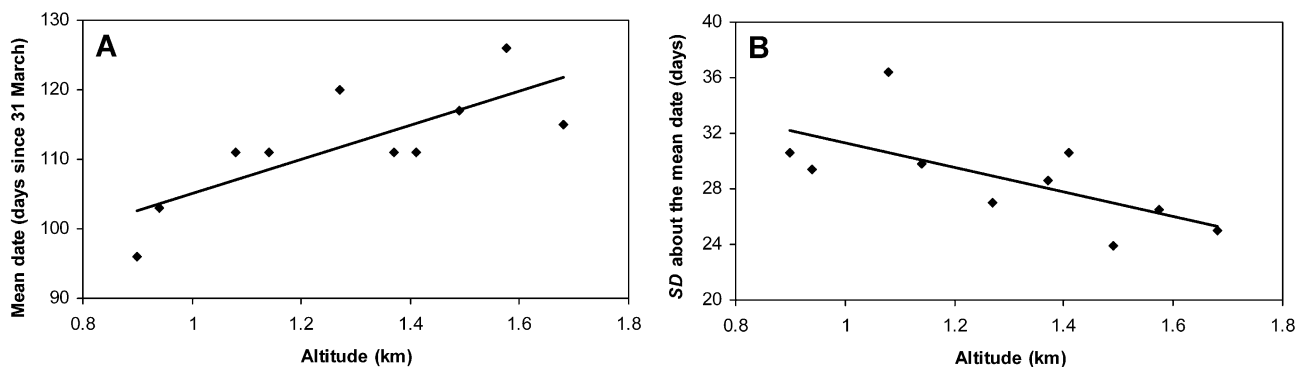 A
Mean date (days since 31 March)
130
120
110
100
90
0.8 1 1.2 1.4 1.6 1.8
Altitude (km)
B
SD about the mean date (days)
40
36
32
28
24
20
0.8 1 1.2 1.4 1.6 1.8
Altitude (km)